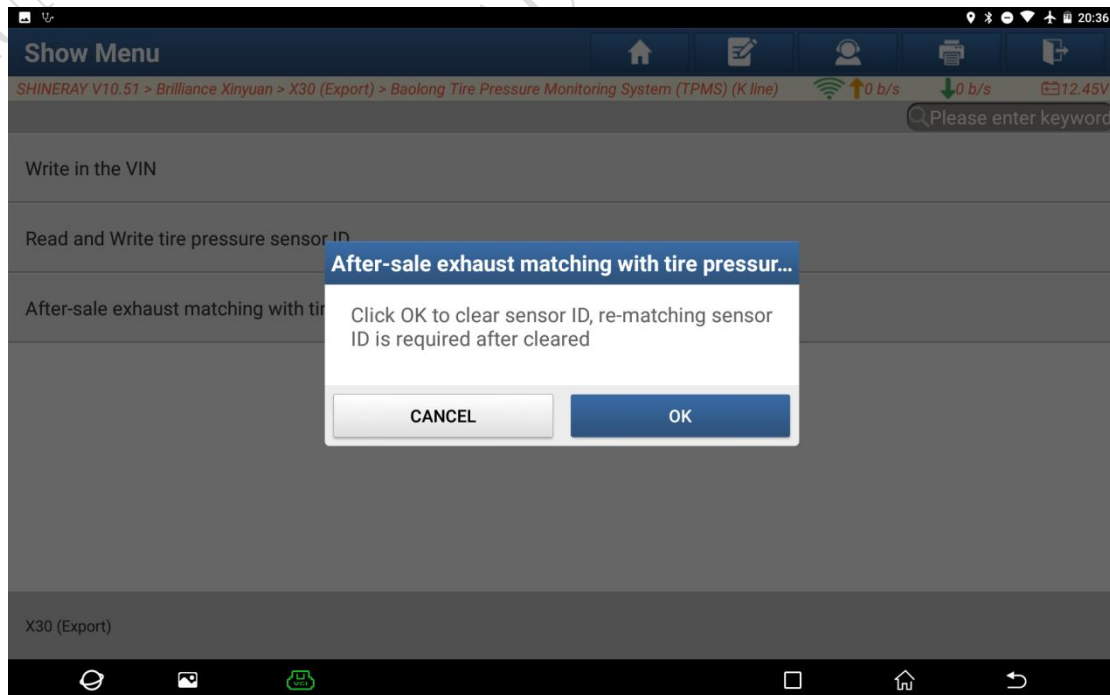 20:36
Show Menu
SHINERAY V10.51 > Brilliance Xinyuan > X30 (Export) > Baolong Tire Pressure Monitoring System (TPMS) (K line) 0 b/s 0 b/s 12.45V
Please enter keyword
Write in the VIN
Read and Write tire pressure sensor ID
After-sale exhaust matching with tir
After-sale exhaust matching with tire pressur...
Click OK to clear sensor ID, re-matching sensor
ID is required after cleared
CANCEL OK
X30 (Export)
VCI